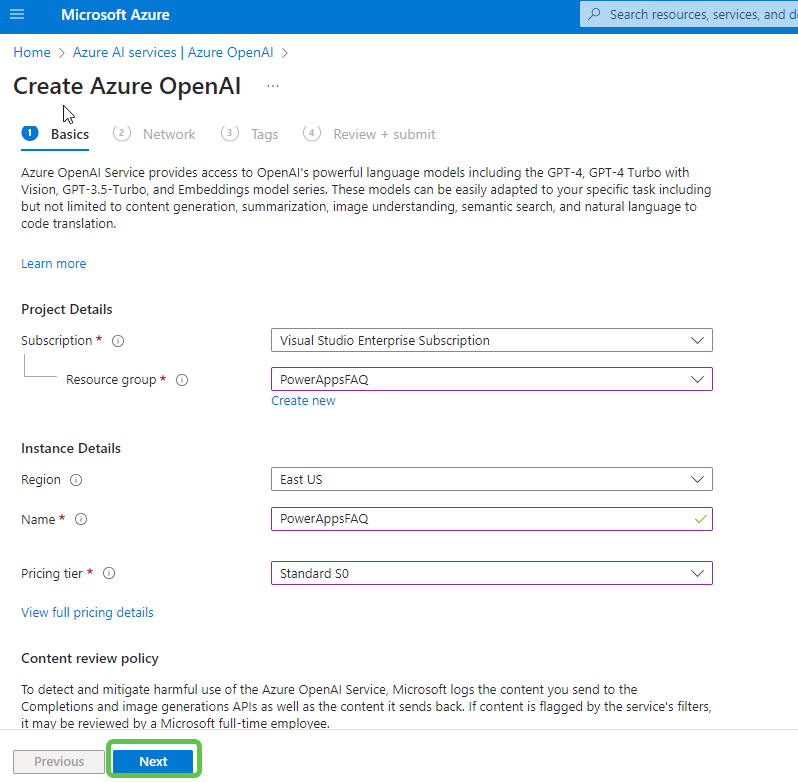 Microsoft Azure
Search resources, services, and d
Home > Azure AI services | Azure OpenAI >
Create Azure OpenAI ...
1 Basics 2 Network 3 Tags 4 Review + submit
Azure OpenAI Service provides access to OpenAI's powerful language models including the GPT-4, GPT-4 Turbo with
Vision, GPT-3.5-Turbo, and Embeddings model series. These models can be easily adapted to your specific task including
but not limited to content generation, summarization, image understanding, semantic search, and natural language to
code translation.
Learn more
Project Details
Subscription * Visual Studio Enterprise Subscription
Resource group * PowerAppsFAQ
Create new
Instance Details
Region East US
Name * PowerAppsFAQ
Pricing tier * Standard S0
View full pricing details
Content review policy
To detect and mitigate harmful use of the Azure OpenAI Service, Microsoft logs the content you send to the
Completions and image generations APIs as well as the content it sends back. If content is flagged by the service's filters,
it may be reviewed by a Microsoft full-time employee.
Previous Next